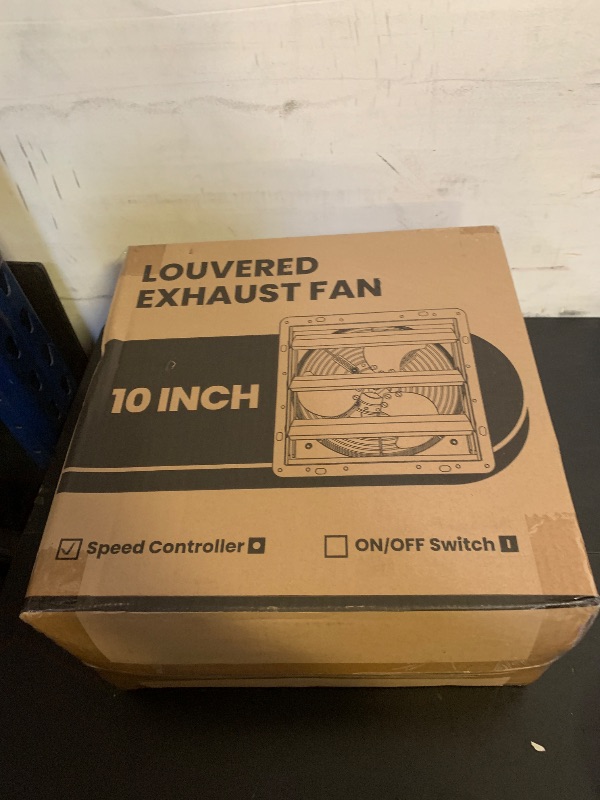 LOUVERED
EXHAUST FAN
10 INCH
Speed Controller
ON/OFF Switch